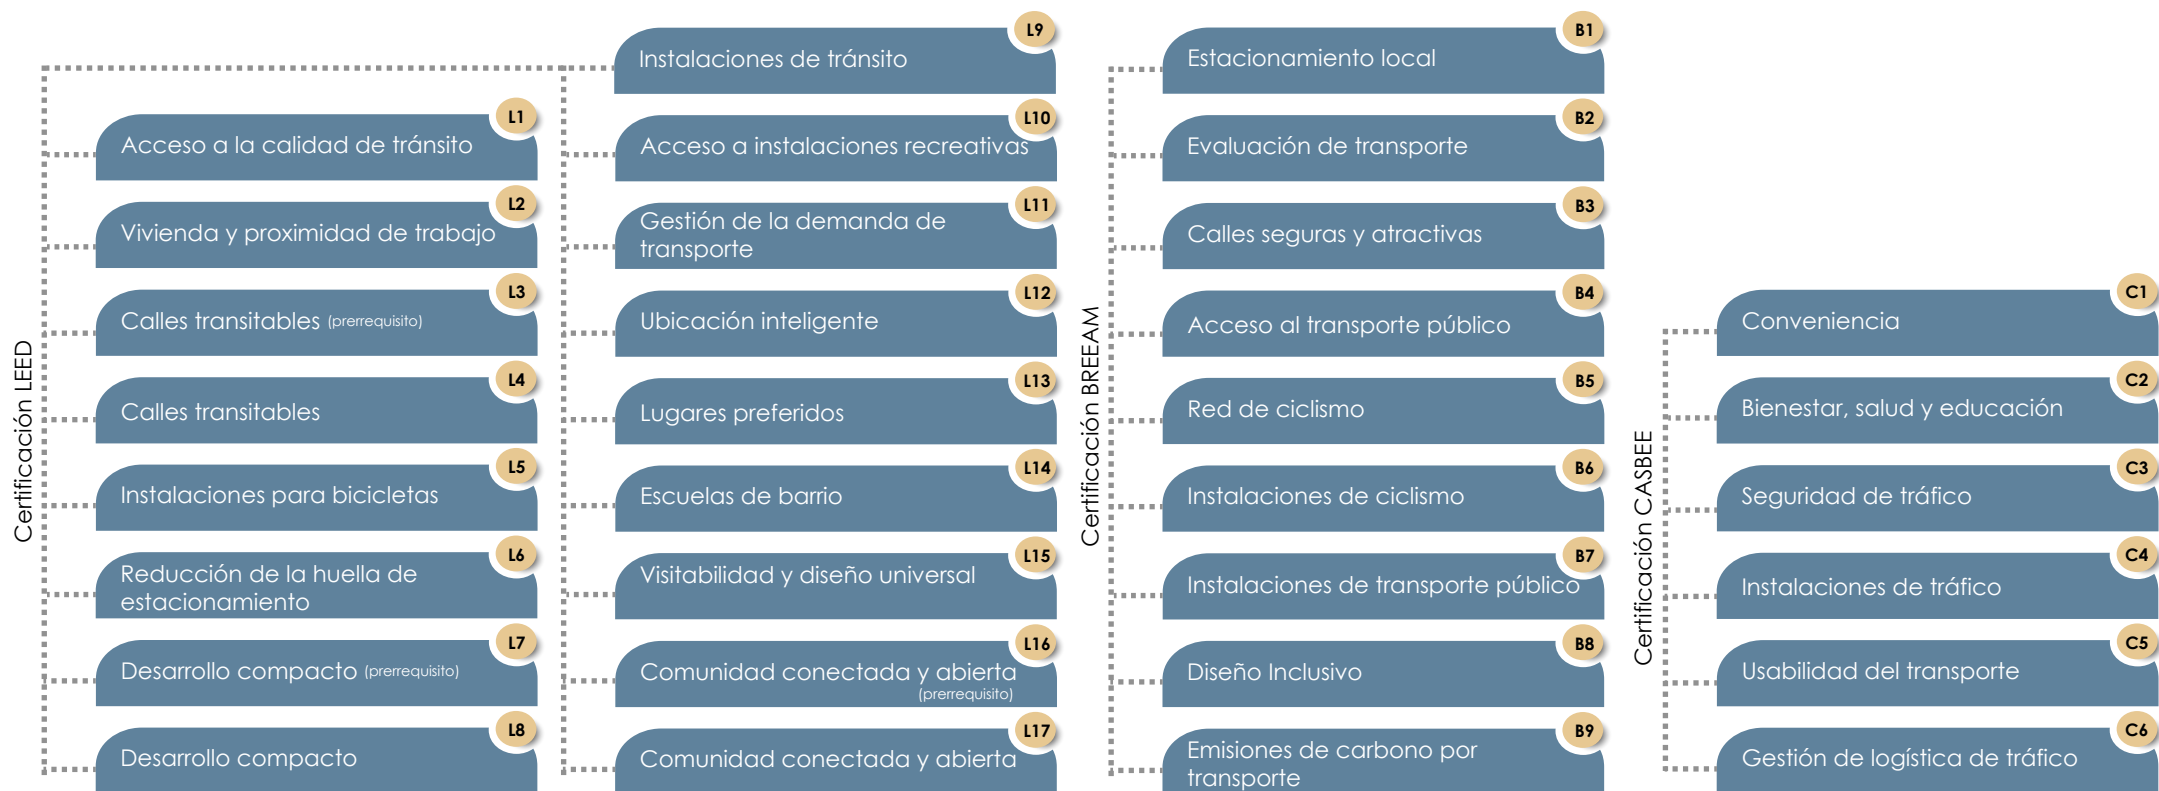 Certificación LEED
L1
Acceso a la calidad de tránsito
L2
Vivienda y proximidad de trabajo
L3
Calles transitables (prerrequisito)
L4
Calles transitables
L5
Instalaciones para bicicletas
L6
Reducción de la huella de
estacionamiento
L7
Desarrollo compacto (prerrequisito)
L8
Desarrollo compacto
L9
Instalaciones de tránsito
L10
Acceso a instalaciones recreativas
L11
Gestión de la demanda de
transporte
L12
Ubicación inteligente
L13
Lugares preferidos
L14
Escuelas de barrio
L15
Visitabilidad y diseño universal
L16
Comunidad conectada y abierta
(prerrequisito)
L17
Comunidad conectada y abierta
Certificación BREEAM
B1
Estacionamiento local
B2
Evaluación de transporte
B3
Calles seguras y atractivas
B4
Acceso al transporte público
B5
Red de ciclismo
B6
Instalaciones de ciclismo
B7
Instalaciones de transporte público
B8
Diseño Inclusivo
B9
Emisiones de carbono por
transporte
Certificación CASBEE
C1
Conveniencia
C2
Bienestar, salud y educación
C3
Seguridad de tráfico
C4
Instalaciones de tráfico
C5
Usabilidad del transporte
C6
Gestión de logística de tráfico